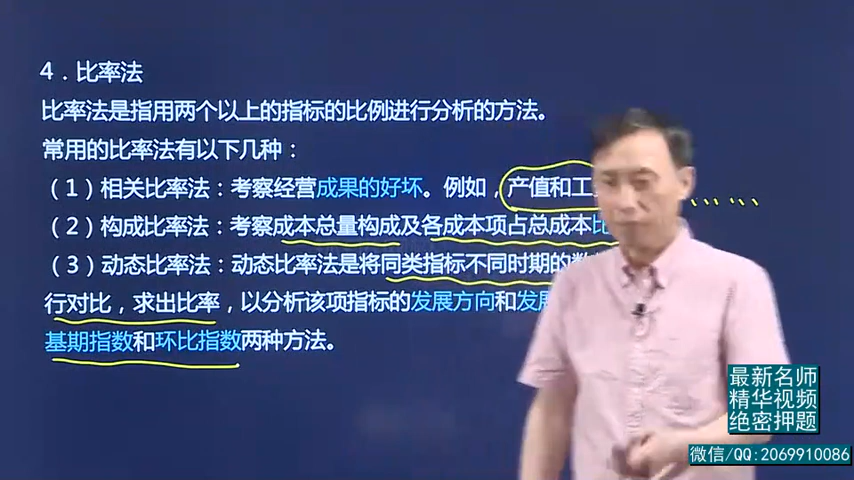 4．比率法
比率法是指用两个以上的指标的比例进行分析的方法。
常用的比率法有以下几种：
（1）相关比率法：考察经营成果的好坏。例如，产值和工
（2）构成比率法：考察成本总量构成及各成本项占总成本比
（3）动态比率法：动态比率法是将同类指标不同时期的数
行对比，求出比率，以分析该项指标的发展方向和发展
基期指数和环比指数两种方法。
最新名师
精华视频
绝密押题
微信/QQ:2069910086